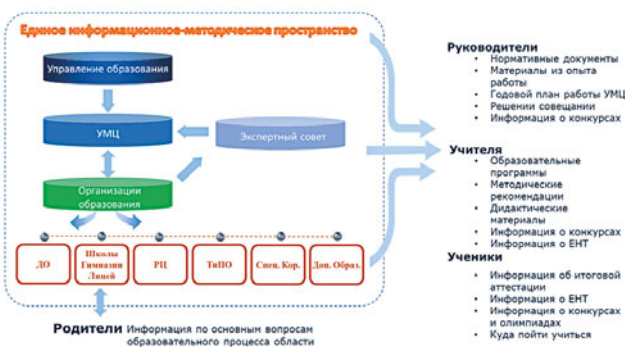 Единое информационное-методическое пространство
Управление образования
УМЦ
Экспертный совет
Организации
образования
ДО
Школы
Гимназии
Лицей
РЦ
ТиПО
Спец. Кор.
Доп. Образ.
Родители Информация по основным вопросам
образовательного процесса области
Руководители
• Нормативные документы
• Материалы из опыта
работы
• Годовой план работы УМЦ
• Решении совещании
• Информация о конкурсах
Учителя
• Образовательные
программы
• Методические
рекомендации
• Дидактические
материалы
• Информация о конкурсах
• Информация о ЕНТ
Ученики
• Информация об итоговой
аттестации
• Информация о ЕНТ
• Информация о конкурсах
и олимпиадах
• Куда пойти учиться